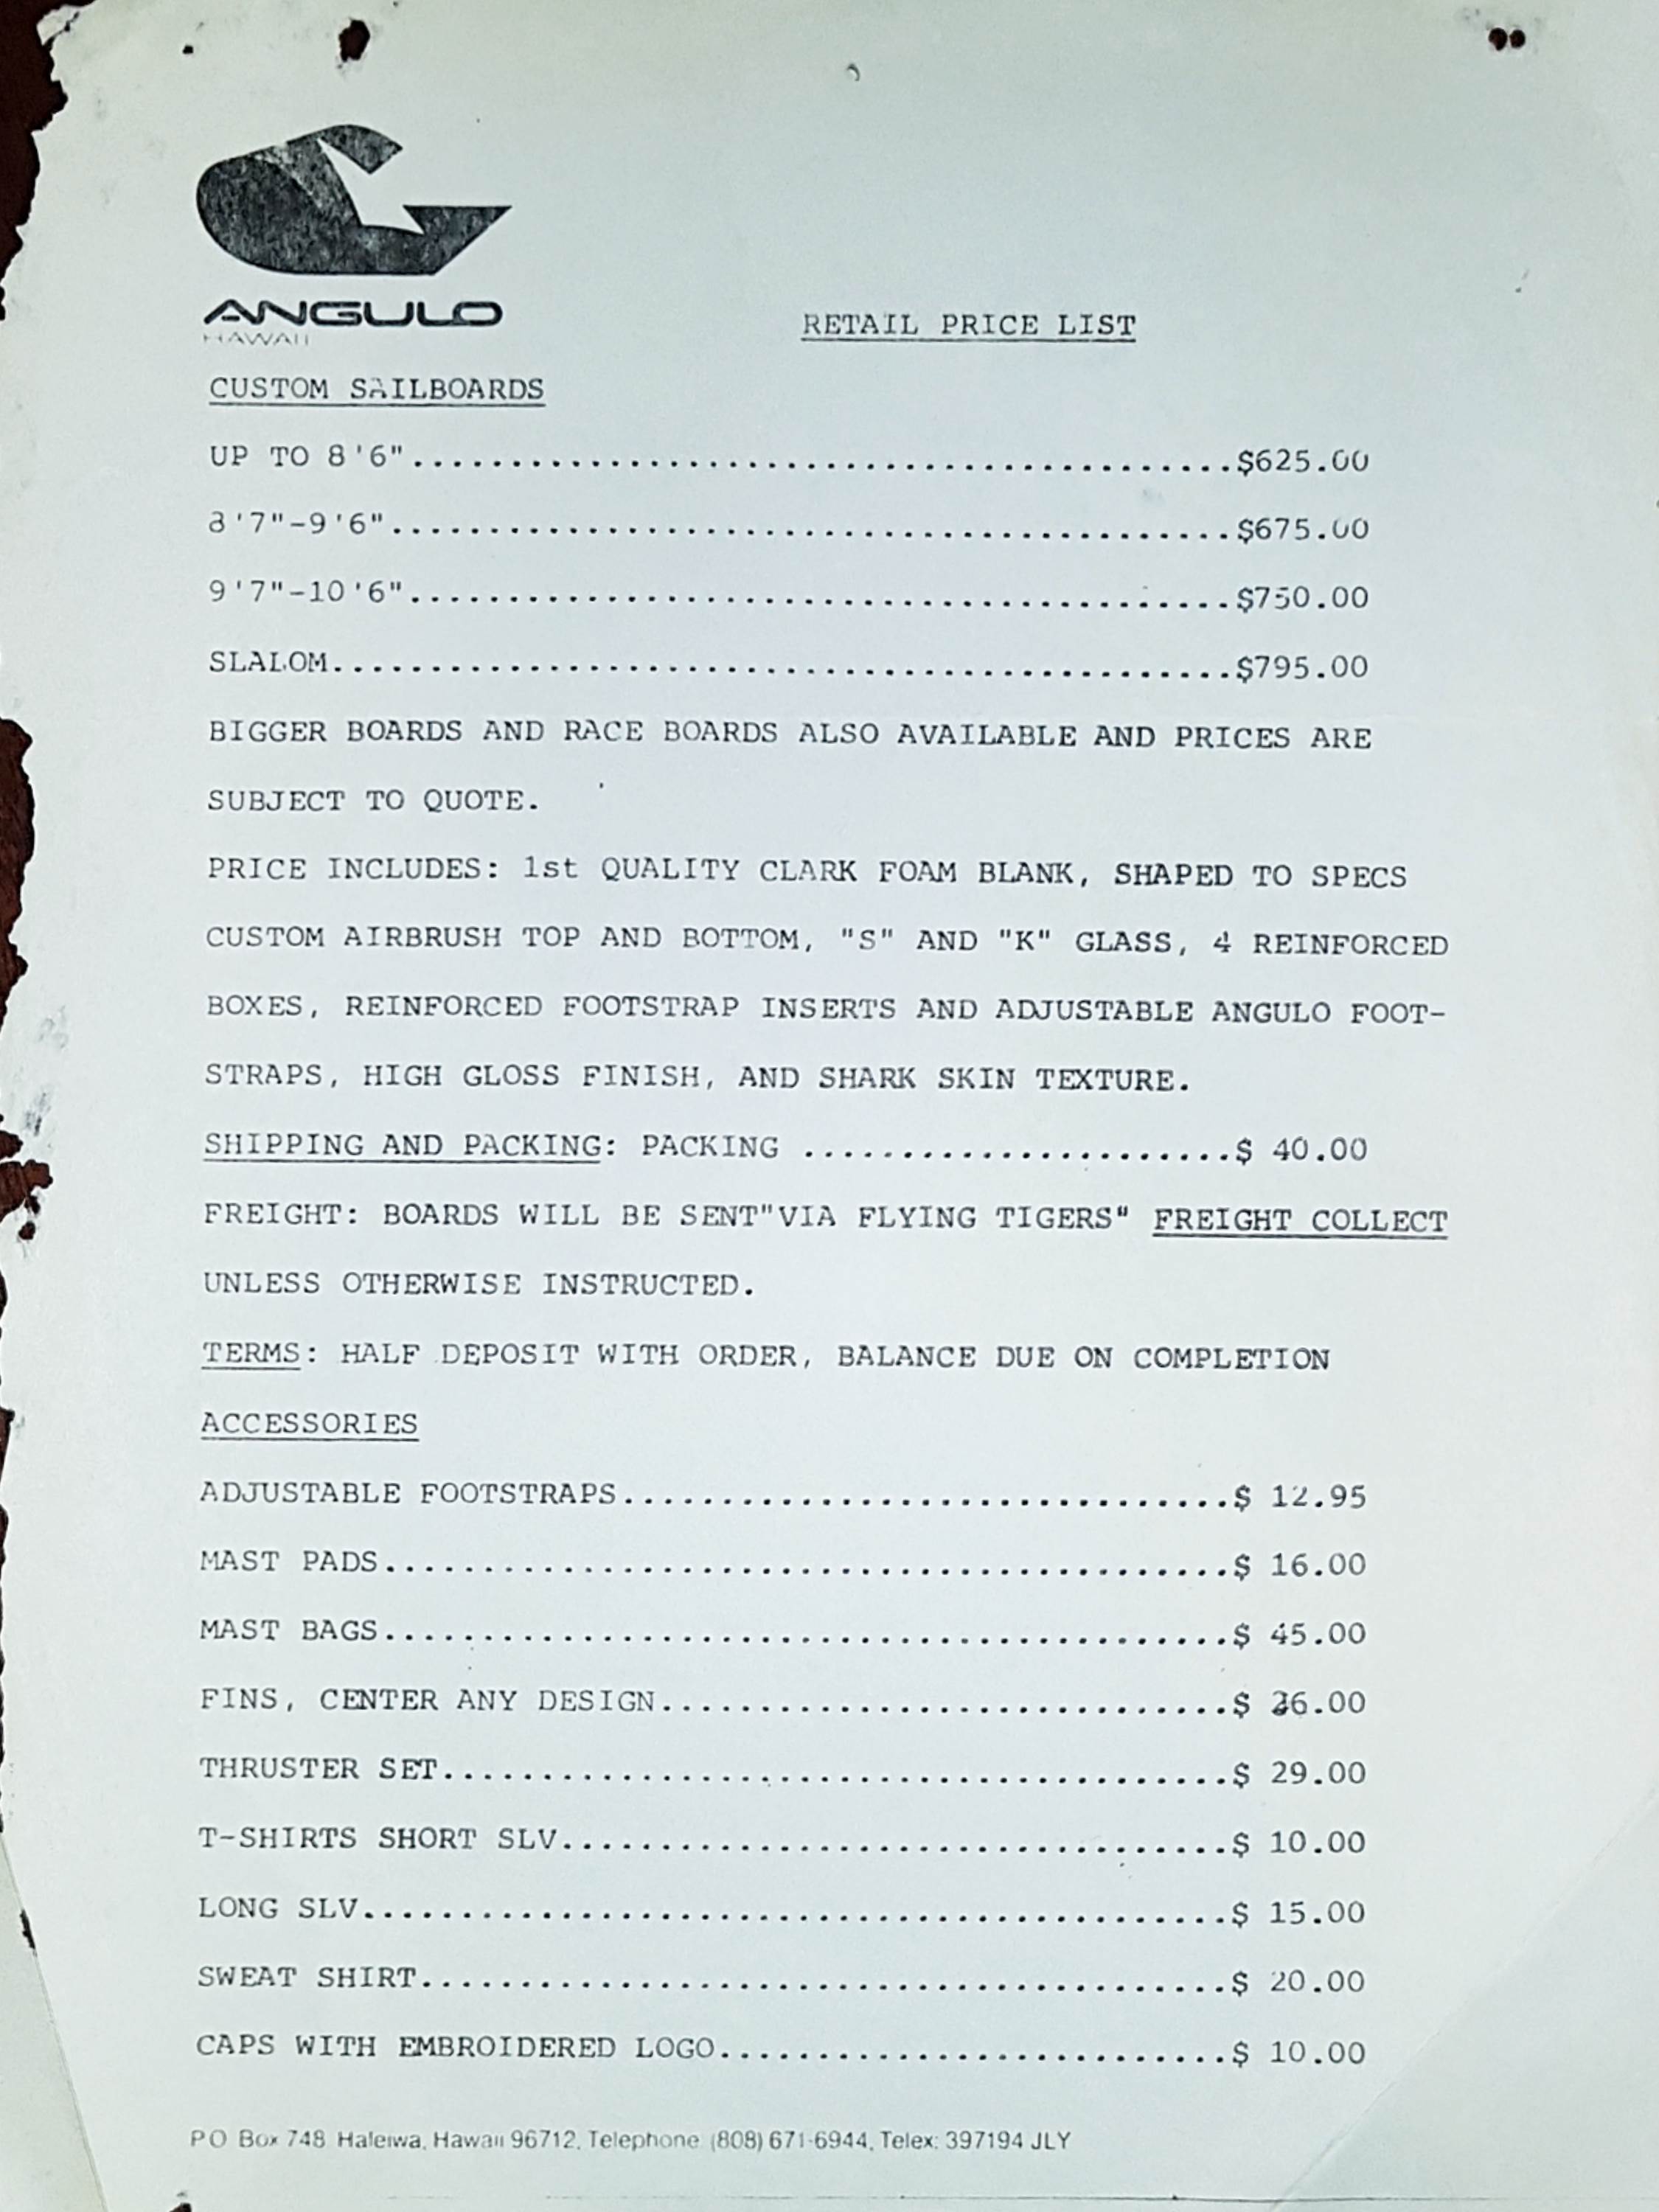 ANGULO
HAWAII
RETAIL PRICE LIST
CUSTOM SAILBOARDS
UP TO 8'6"..........................................$625.00
8'7"-9'6"...........................................$675.00
9'7"-10'6"..........................................$750.00
SLALOM..............................................$795.00
BIGGER BOARDS AND RACE BOARDS ALSO AVAILABLE AND PRICES ARE
SUBJECT TO QUOTE.
PRICE INCLUDES: 1st QUALITY CLARK FOAM BLANK, SHAPED TO SPECS
CUSTOM AIRBRUSH TOP AND BOTTOM, "S" AND "K" GLASS, 4 REINFORCED
BOXES, REINFORCED FOOTSTRAP INSERTS AND ADJUSTABLE ANGULO FOOT-
STRAPS, HIGH GLOSS FINISH, AND SHARK SKIN TEXTURE.
SHIPPING AND PACKING: PACKING ......................$ 40.00
FREIGHT: BOARDS WILL BE SENT"VIA FLYING TIGERS" FREIGHT COLLECT
UNLESS OTHERWISE INSTRUCTED.
TERMS: HALF DEPOSIT WITH ORDER, BALANCE DUE ON COMPLETION
ACCESSORIES
ADJUSTABLE FOOTSTRAPS...............................$ 12.95
MAST PADS...........................................$ 16.00
MAST BAGS...........................................$ 45.00
FINS, CENTER ANY DESIGN.............................$
THRUSTER SET........................................$ 29.00
T-SHIRTS SHORT SLV..................................$ 10.00
LONG SLV............................................$ 15.00
SWEAT SHIRT.........................................$ 20.00
CAPS WITH EMBROIDERED LOGO..........................$ 10.00
PO Box 748 Haleiwa, Hawaii 96712, Telephone (808) 671-6944, Telex: 397194 JLY